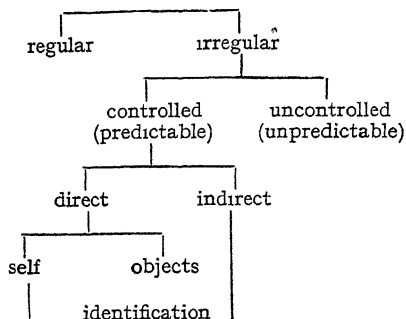 regular irregular
controlled uncontrolled
(predictable) (unpredictable)
direct indirect
self objects
identification